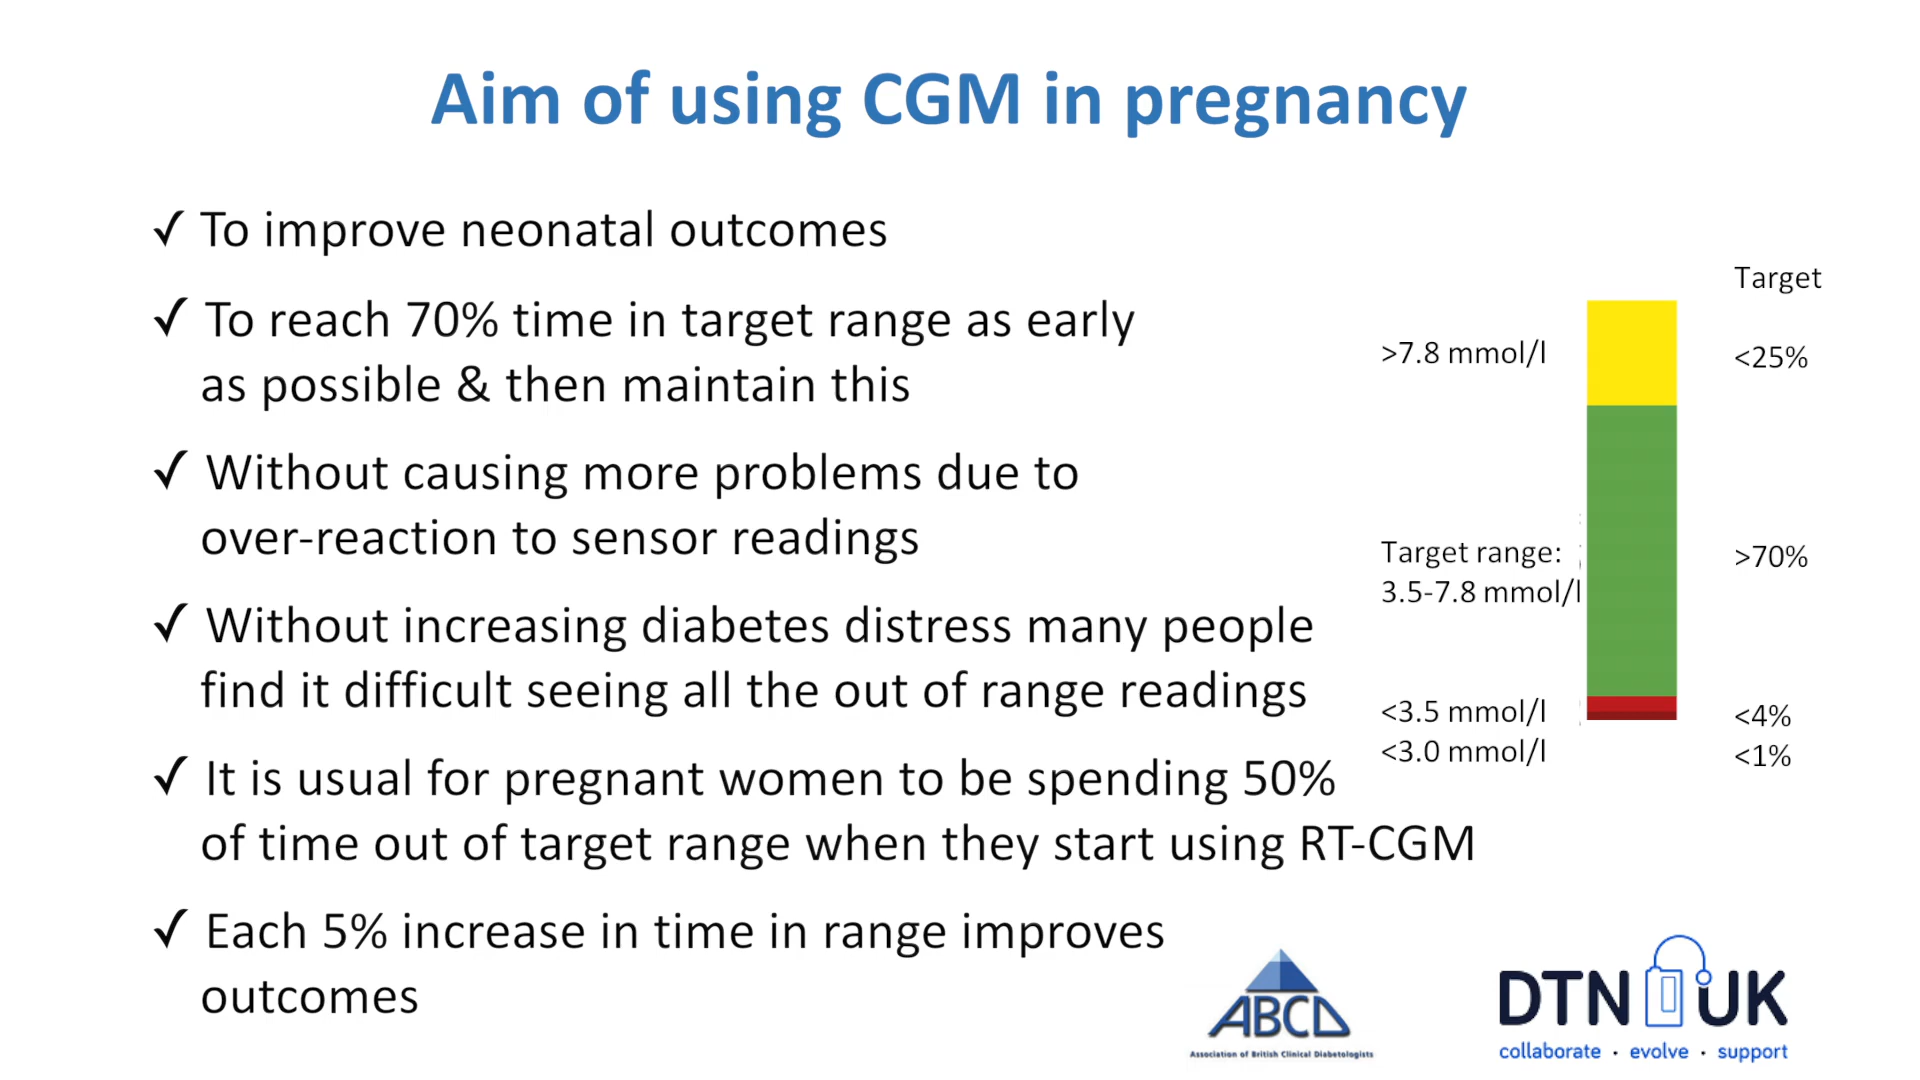 Aim of using CGM in pregnancy
✓ To improve neonatal outcomes
✓ To reach 70% time in target range as early
as possible & then maintain this
✓ Without causing more problems due to
over-reaction to sensor readings
✓ Without increasing diabetes distress many people
find it difficult seeing all the out of range readings
✓ It is usual for pregnant women to be spending 50%
of time out of target range when they start using RT-CGM
✓ Each 5% increase in time in range improves
outcomes
Target
>7.8 mmol/l <25%
Target range:
3.5-7.8 mmol/l
>70%
<3.5 mmol/l <4%
<3.0 mmol/l <1%
ABCD
Association of British Clinical Diabetologists
DTN UK
collaborate · evolve · support